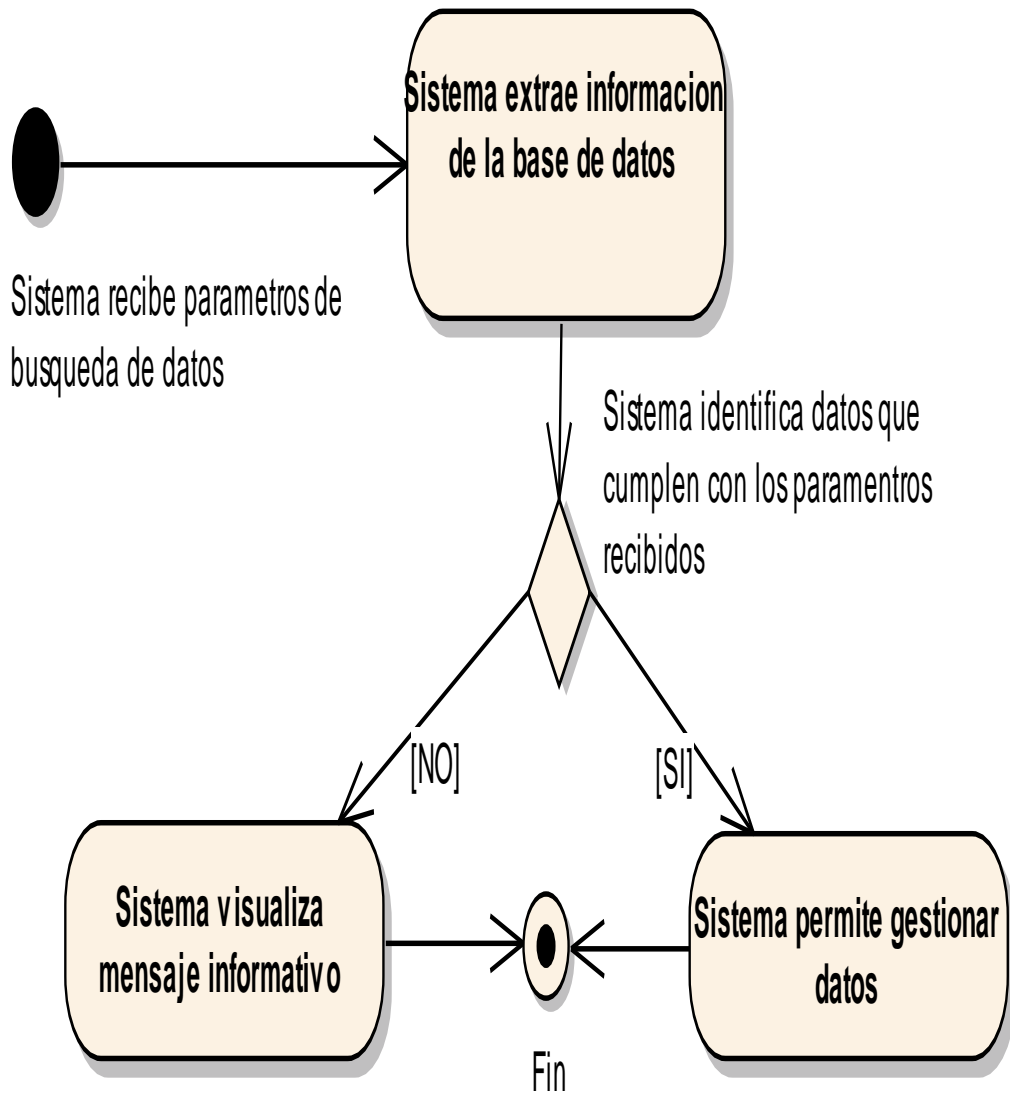 Sistema extrae informacion
de la base de datos
Sistema recibe parametros de
busqueda de datos
Sistema identifica datos que
cumplen con los paramentros
recibidos
[NO]
[SI]
Sistema visualiza
mensaje informativo
Sistema permite gestionar
datos
Fin